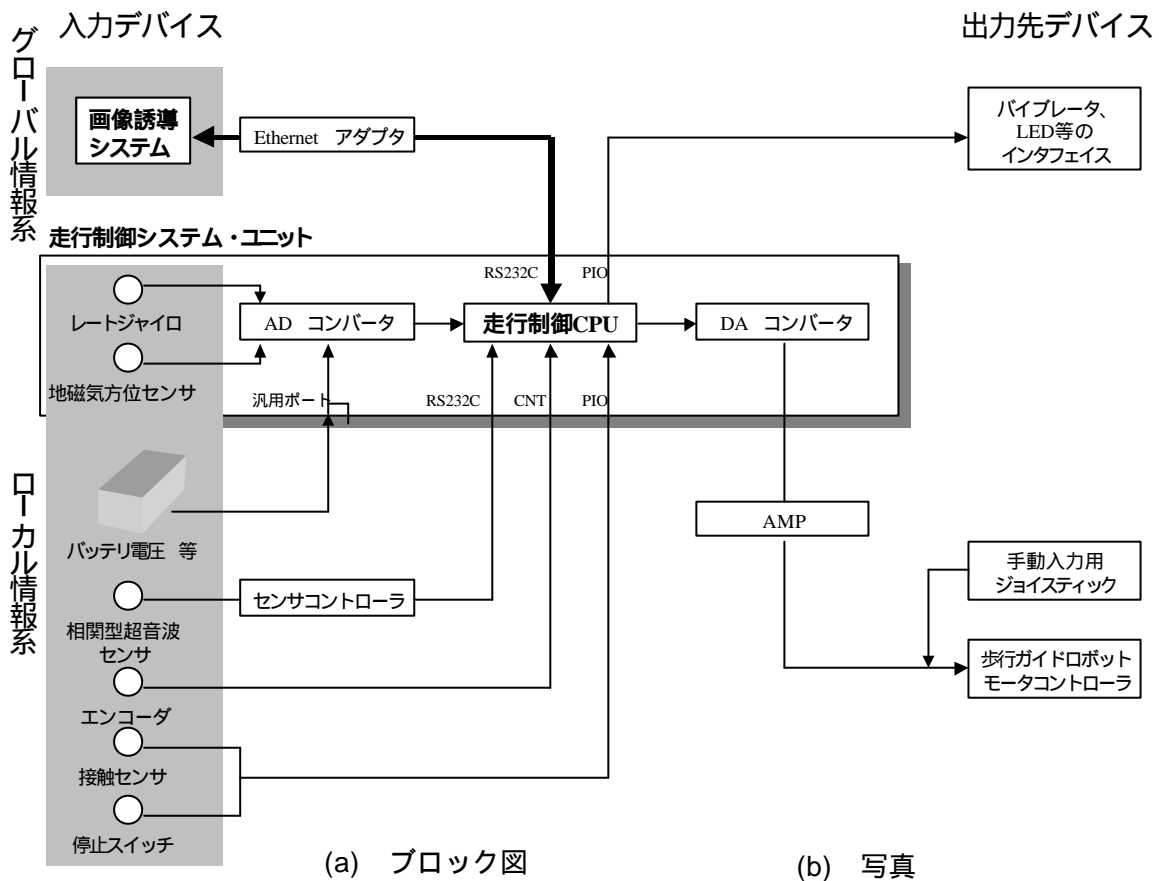 入力デバイス
出力先デバイス
グローバル情報系
画像誘導
システム
Ethernet アダプタ
バイブレータ、
LED等の
インタフェイス
走行制御システム・ユニット
RS232C
PIO
レートジャイロ
AD コンバータ
走行制御CPU
DA コンバータ
地磁気方位センサ
汎用ポート
RS232C
CNT
PIO
ローカル情報系
バッテリ電圧 等
AMP
手動入力用
ジョイスティック
センサコントローラ
相関型超音波
センサ
歩行ガイドロボット
モータコントローラ
エンコーダ
接触センサ
停止スイッチ
(a) ブロック図
(b) 写真